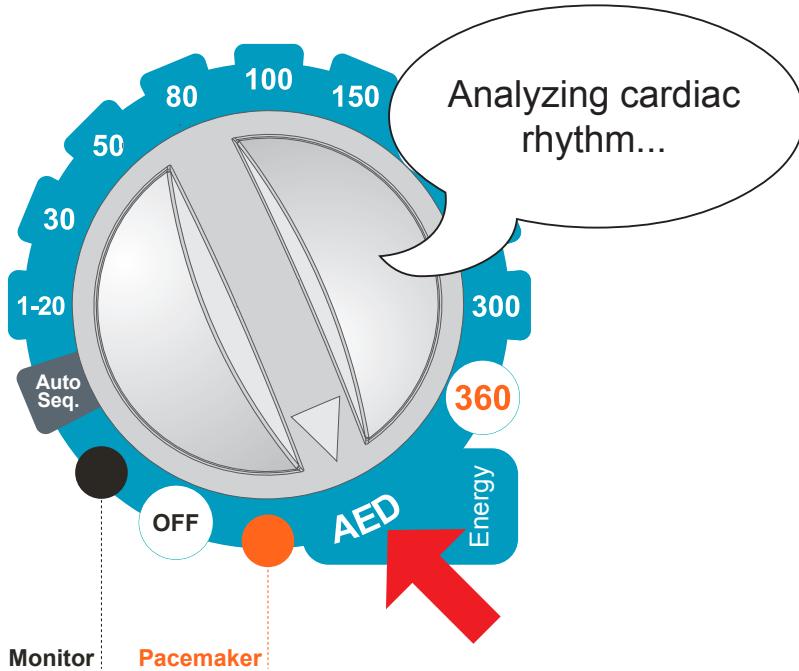 Analyzing cardiac
rhythm...
100
80
150
50
30
1-20
300
Auto
Seq.
360
OFF
AED
Energy
Monitor
Pacemaker